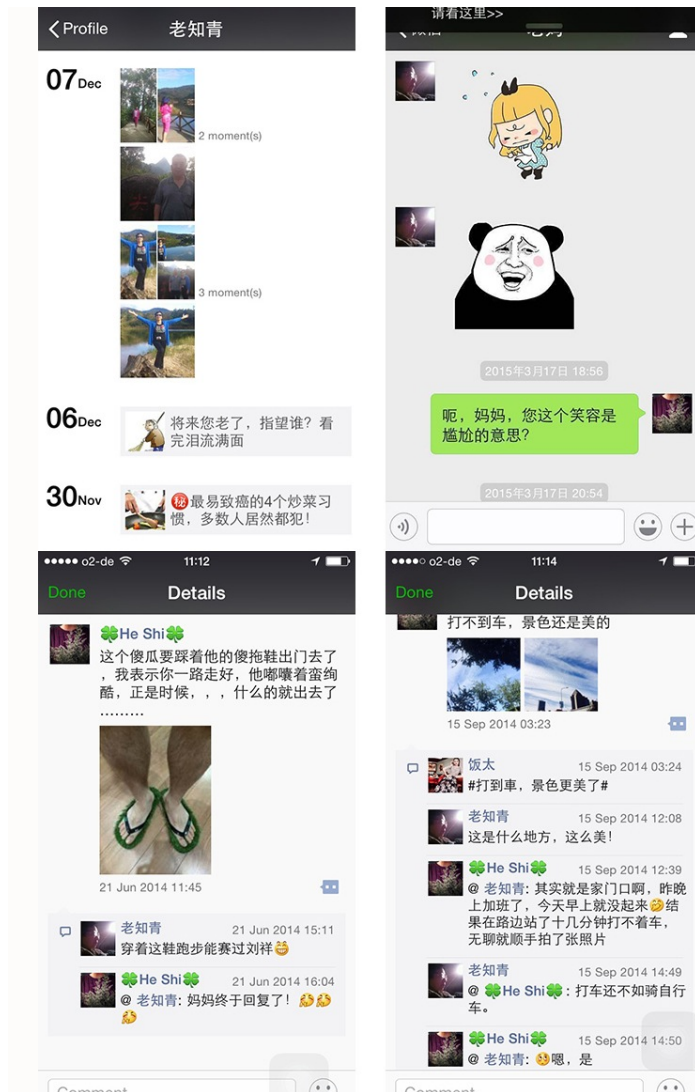 Profile
老知青
07 Dec
2 moment(s)
3 moment(s)
06 Dec
将来您老了，指望谁？看
完泪流满面
30 Nov
㊙最易致癌的4个炒菜习
惯，多数人居然都犯！
请看这里>>
2015年3月17日 18:56
呃，妈妈，您这个笑容是
尴尬的意思？
2015年3月17日 20:54
o2-de
11:12
Done
Details
🍀He Shi🍀
这个傻瓜要踩着他的傻拖鞋出门去了
，我表示你一路走好，他嘟囔着蛮绚
酷，正是时候，，，什么的就出去了
………
21 Jun 2014 11:45
老知青
21 Jun 2014 15:11
穿着这鞋跑步能赛过刘祥😁
🍀He Shi🍀
21 Jun 2014 16:04
@ 老知青: 妈妈终于回复了！
Comment
o2-de
11:14
Done
Details
打不到车，景色还是美的
15 Sep 2014 03:23
饭太
15 Sep 2014 03:24
#打到車，景色更美了#
老知青
15 Sep 2014 12:08
这是什么地方，这么美！
🍀He Shi🍀
15 Sep 2014 12:39
@ 老知青: 其实就是家门口啊，昨晚
上加班了，今天早上就没起来🤣结
果在路边站了十几分钟打不着车，
无聊就顺手拍了张照片
老知青
15 Sep 2014 14:49
@ 🍀He Shi🍀: 打车还不如骑自行
车。
🍀He Shi🍀
15 Sep 2014 14:50
@ 老知青: 嗯，是
Comment